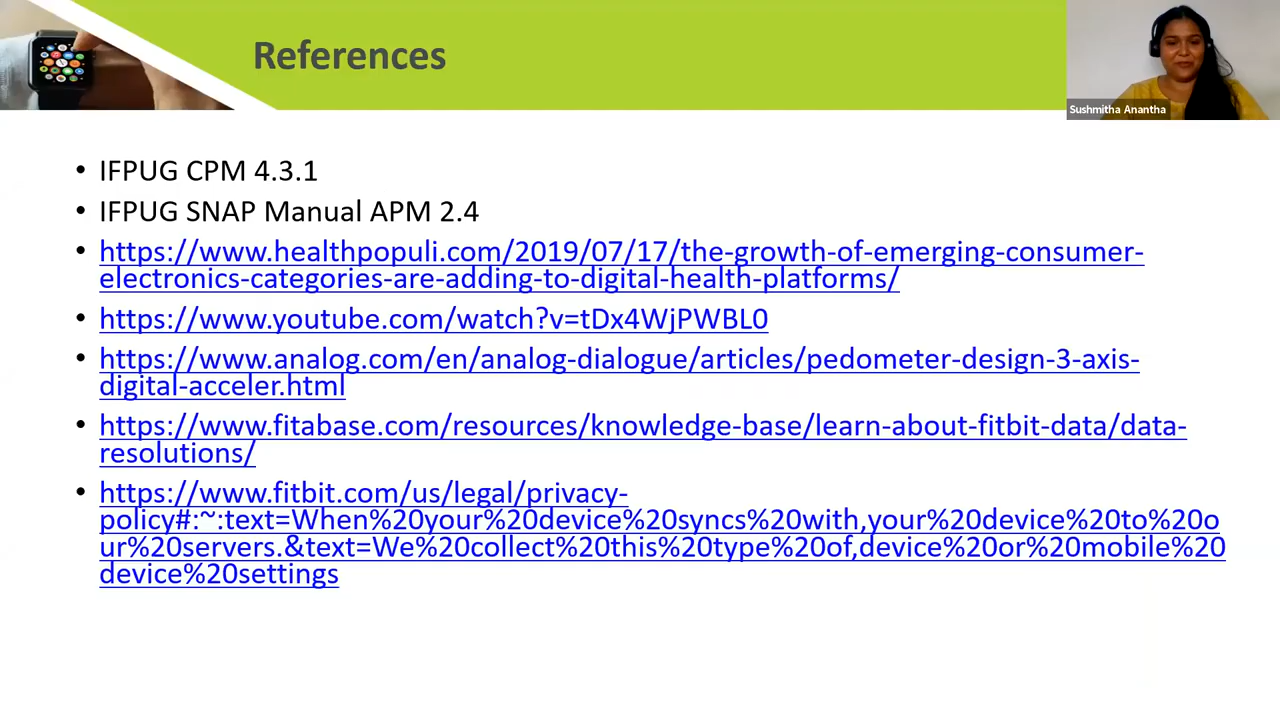 References
Sushmitha Anantha
• IFPUG CPM 4.3.1
• IFPUG SNAP Manual APM 2.4
• https://www.healthpopuli.com/2019/07/17/the-growth-of-emerging-consumer-
electronics-categories-are-adding-to-digital-health-platforms/
• https://www.youtube.com/watch?v=tDx4WjPWBL0
• https://www.analog.com/en/analog-dialogue/articles/pedometer-design-3-axis-
digital-acceler.html
• https://www.fitabase.com/resources/knowledge-base/learn-about-fitbit-data/data-
resolutions/
• https://www.fitbit.com/us/legal/privacy-
policy#:~:text=When%20your%20device%20syncs%20with,your%20device%20to%20o
ur%20servers.&text=We%20collect%20this%20type%20of,device%20or%20mobile%20
device%20settings